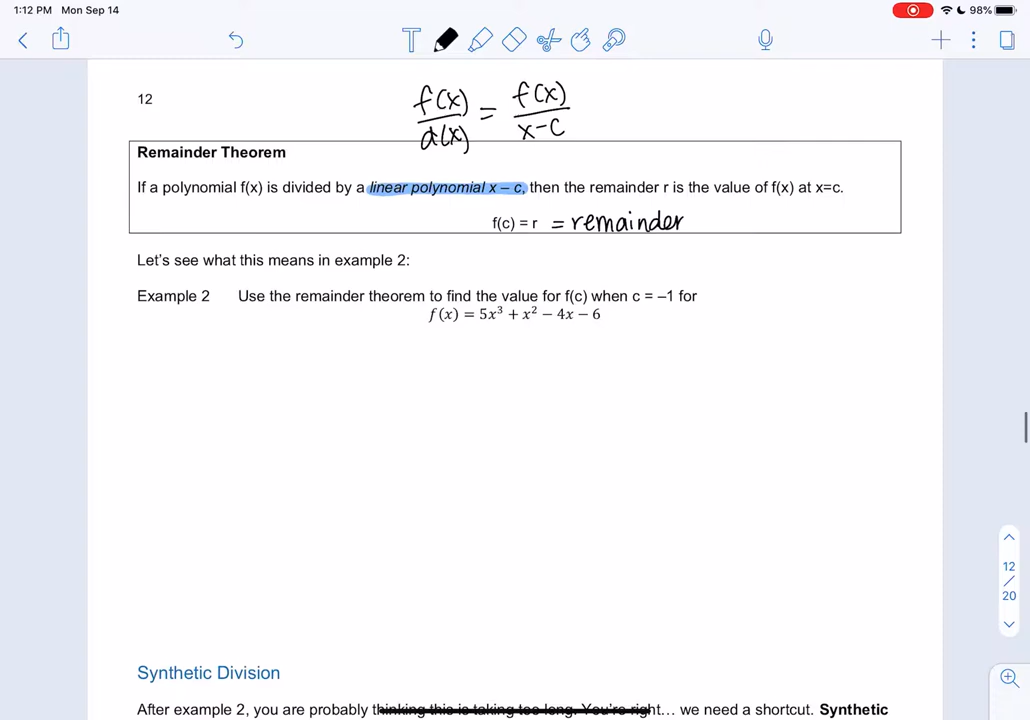 1:12 PM Mon Sep 14
98%
T
12
f(x)/d(x) = f(x)/x-c
Remainder Theorem
If a polynomial f(x) is divided by a linear polynomial x – c, then the remainder r is the value of f(x) at x=c.
f(c) = r = remainder
Let's see what this means in example 2:
Example 2 Use the remainder theorem to find the value for f(c) when c = –1 for
f(x) = 5x³ + x² − 4x − 6
12
/
20
Synthetic Division
After example 2, you are probably thinking this is taking too long. You're right… we need a shortcut. Synthetic